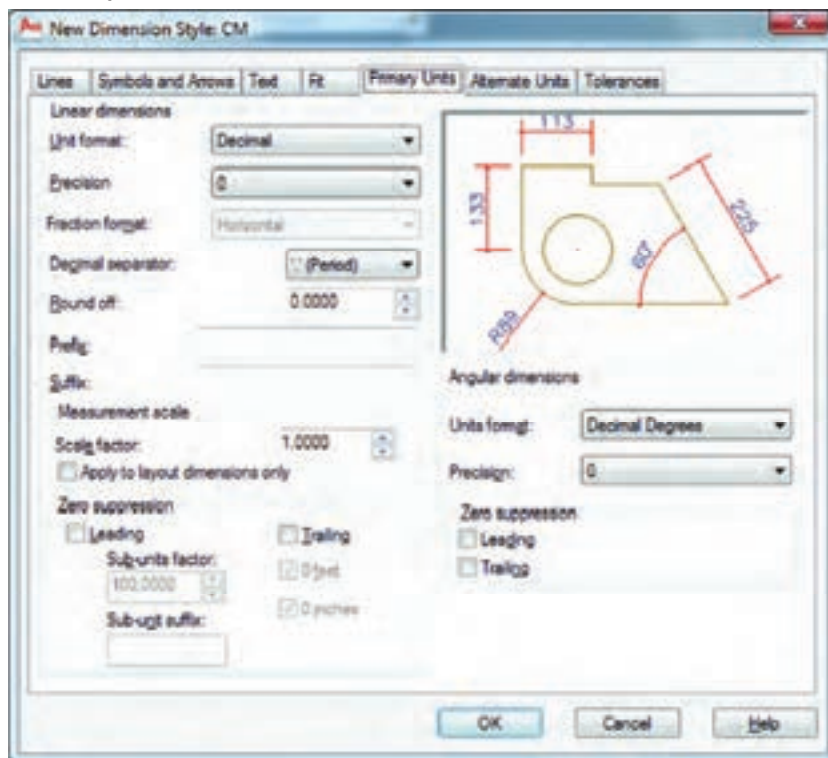 New Dimension Style: CM
Lines Symbols and Arrows Text Fit Primary Units Alternate Units Tolerances
Linear dimensions
Unit format: Decimal
Precision 0
Fraction format: Horizontal
Decimal separator: '.' (Period)
Round off: 0.0000
Prefix:
Suffix:
Measurement scale
Scale factor: 1.0000
Apply to layout dimensions only
Zero suppression
Leading
Trailing
Sub-units factor:
100.0000
0 feet
0 inches
Sub-unit suffix:
113
133
225
60°
R89
Angular dimensions
Units format: Decimal Degrees
Precision: 0
Zero suppression
Leading
Trailing
OK Cancel Help